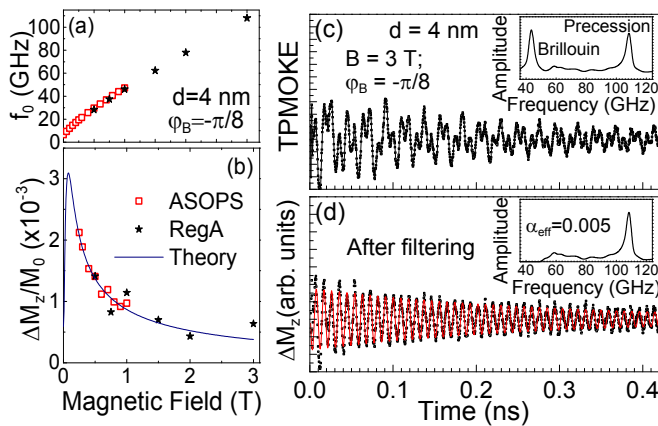 (a)
f₀ (GHz)
100
80
60
40
20
0
d=4 nm
φB=-π/8
(b)
ΔMz/M0 (x10⁻³)
3
2
1
0
ASOPS
RegA
Theory
0 1 2 3
Magnetic Field (T)
(c)
TPMOKE
d = 4 nm
B = 3 T;
φB = -π/8
Amplitude
Precession
Brillouin
40 60 80 100 120
Frequency (GHz)
(d)
ΔMz(arb. units)
After filtering
Amplitude
αeff=0.005
40 60 80 100 120
Frequency (GHz)
0.0 0.1 0.2 0.3 0.4
Time (ns)